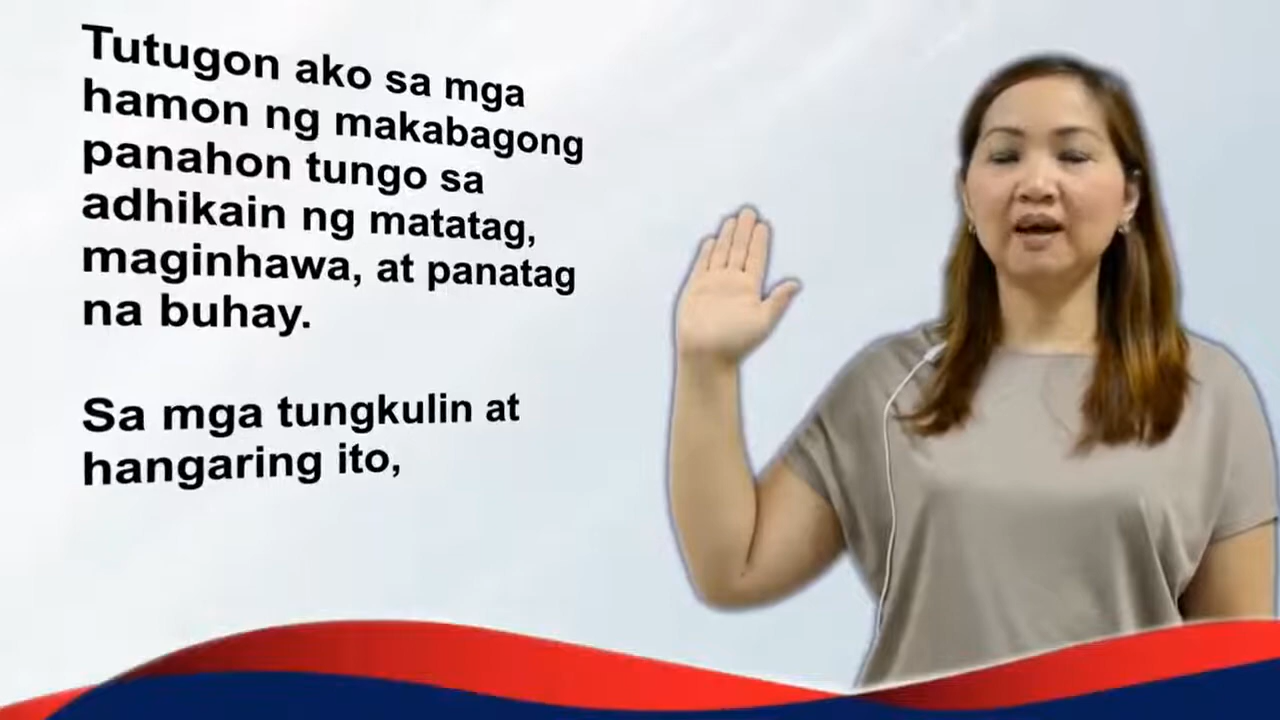 Tutugon ako sa mga
hamon ng makabagong
panahon tungo sa
adhikain ng matatag,
maginhawa, at panatag
na buhay.
Sa mga tungkulin at
hangaring ito,